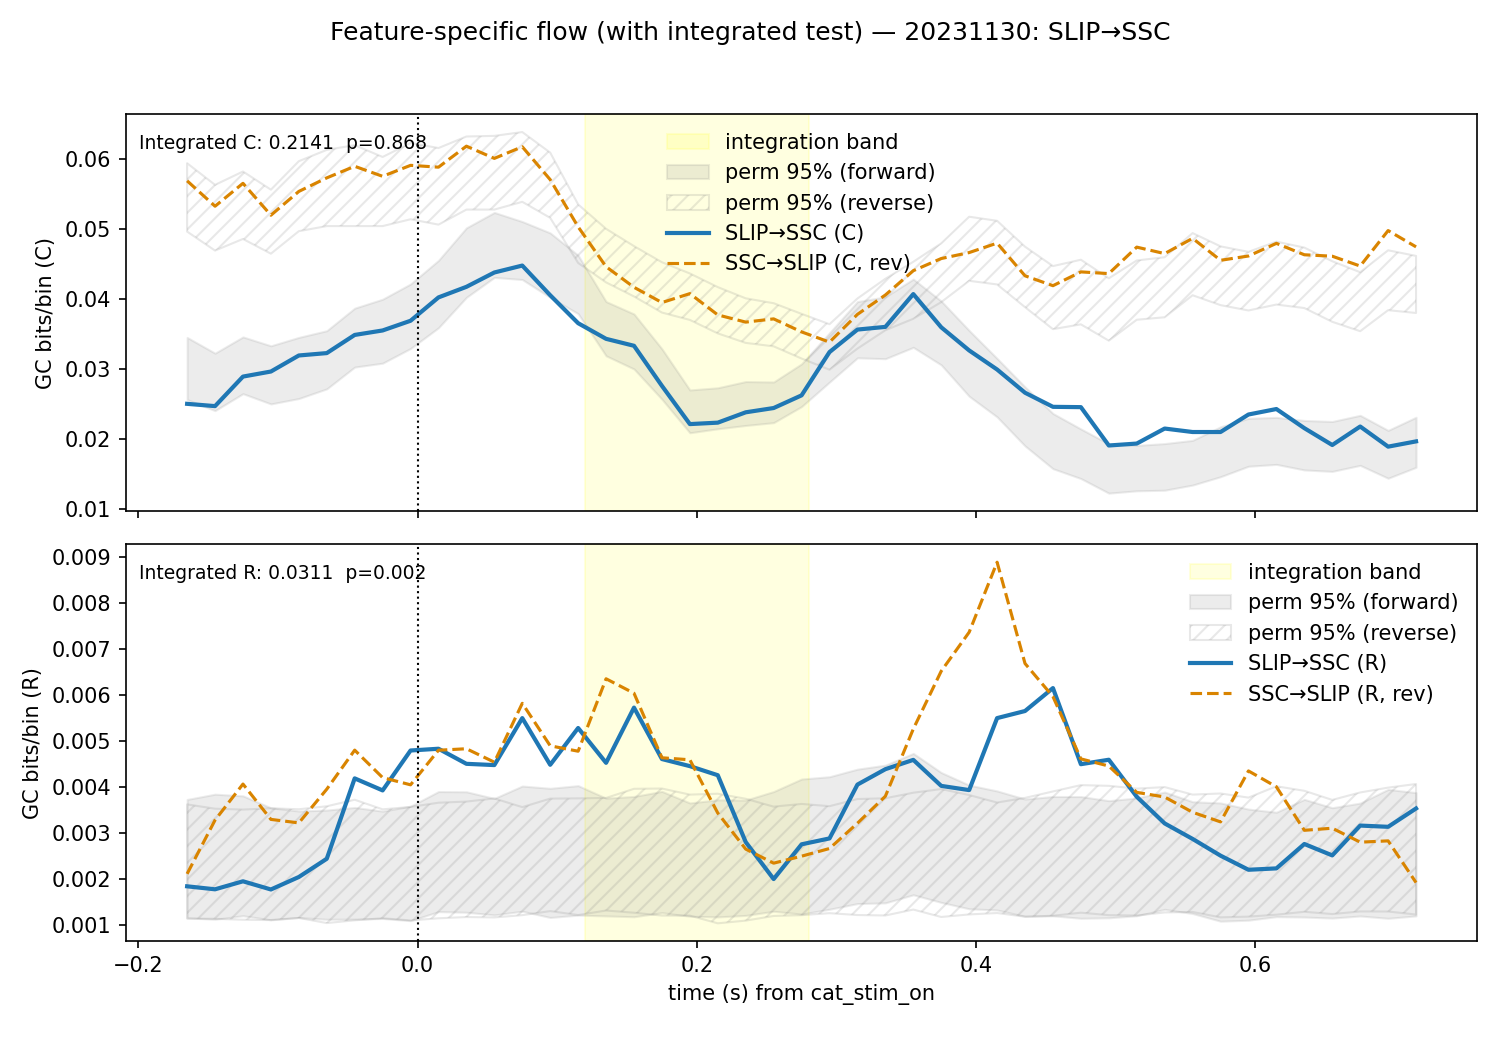 Feature-specific flow (with integrated test) — 20231130: SLIP→SSC
Integrated C: 0.2141  p=0.868
integration band
perm 95% (forward)
perm 95% (reverse)
SLIP→SSC (C)
SSC→SLIP (C, rev)
GC bits/bin (C)
0.06
0.05
0.04
0.03
0.02
0.01
Integrated R: 0.0311  p=0.002
integration band
perm 95% (forward)
perm 95% (reverse)
SLIP→SSC (R)
SSC→SLIP (R, rev)
GC bits/bin (R)
0.009
0.008
0.007
0.006
0.005
0.004
0.003
0.002
0.001
−0.2 0.0 0.2 0.4 0.6
time (s) from cat_stim_on